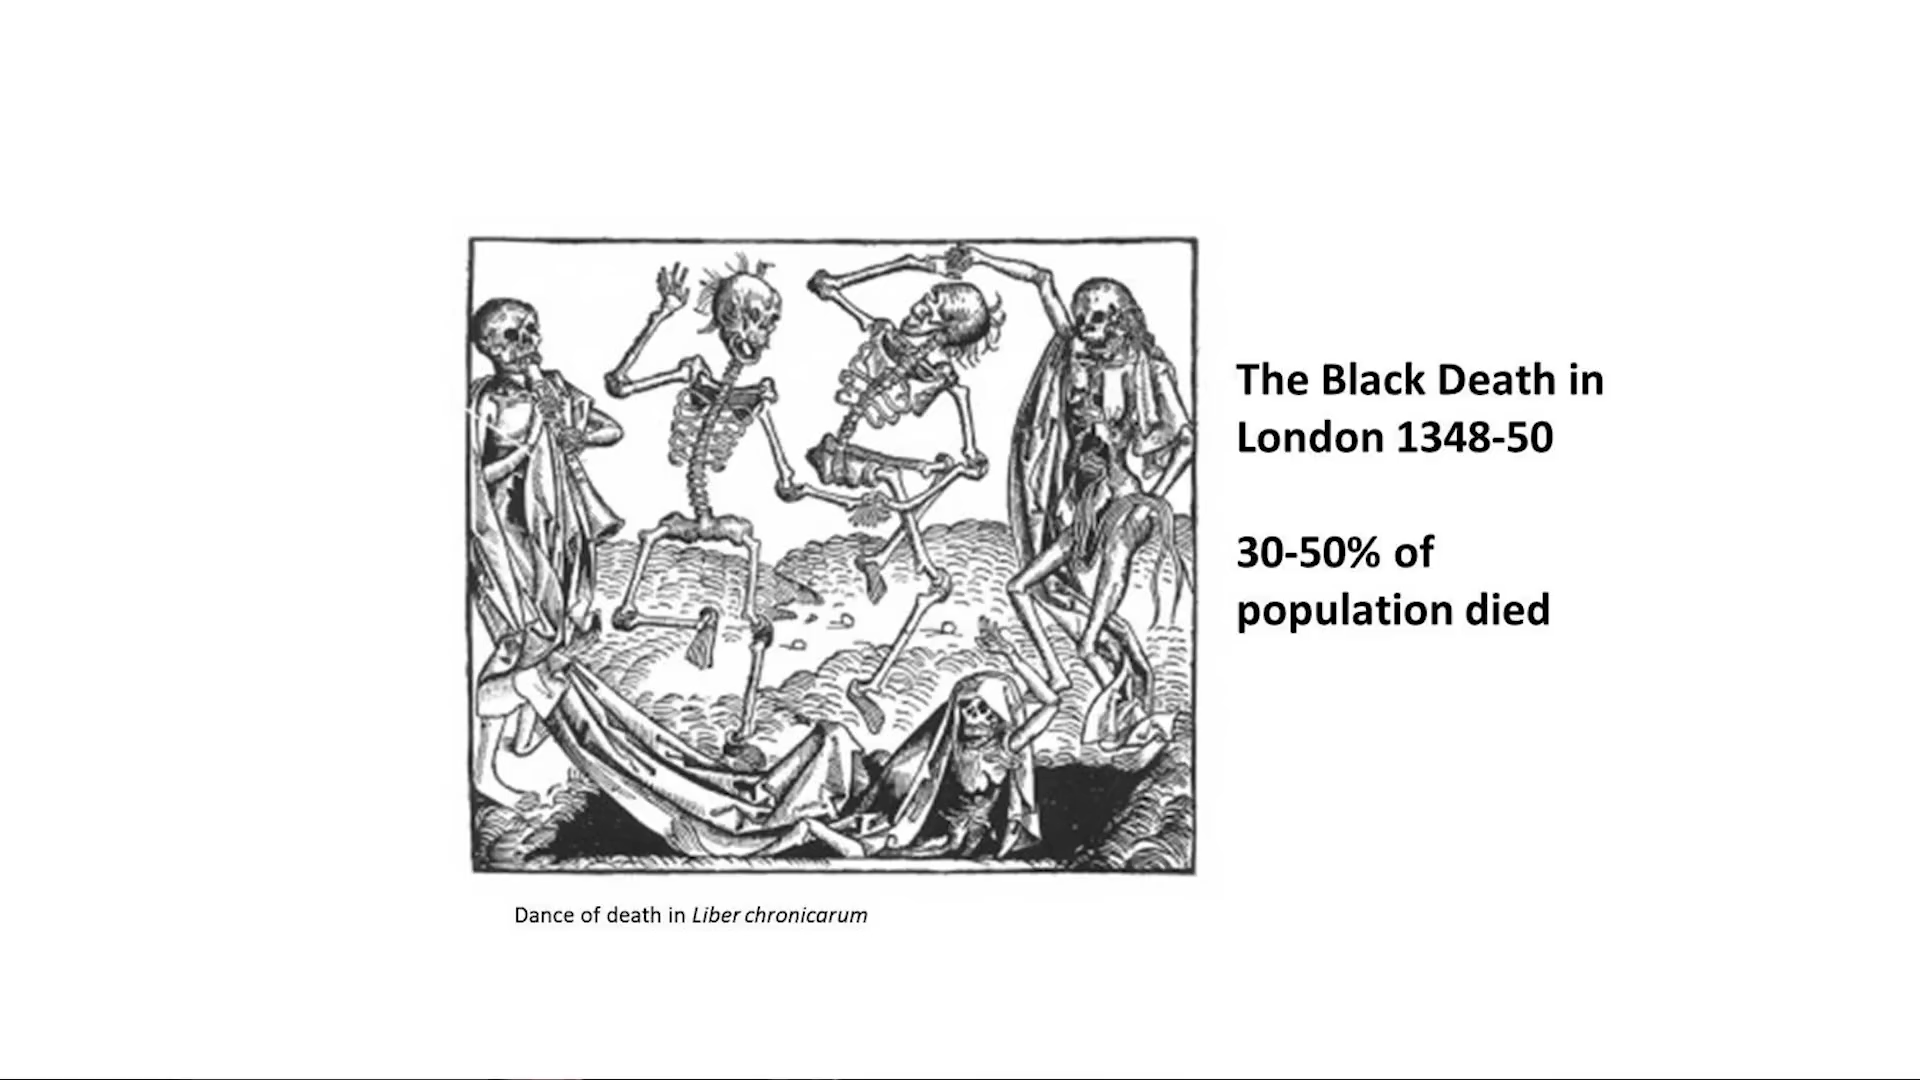 The Black Death in
London 1348-50
30-50% of
population died
Dance of death in Liber chronicarum